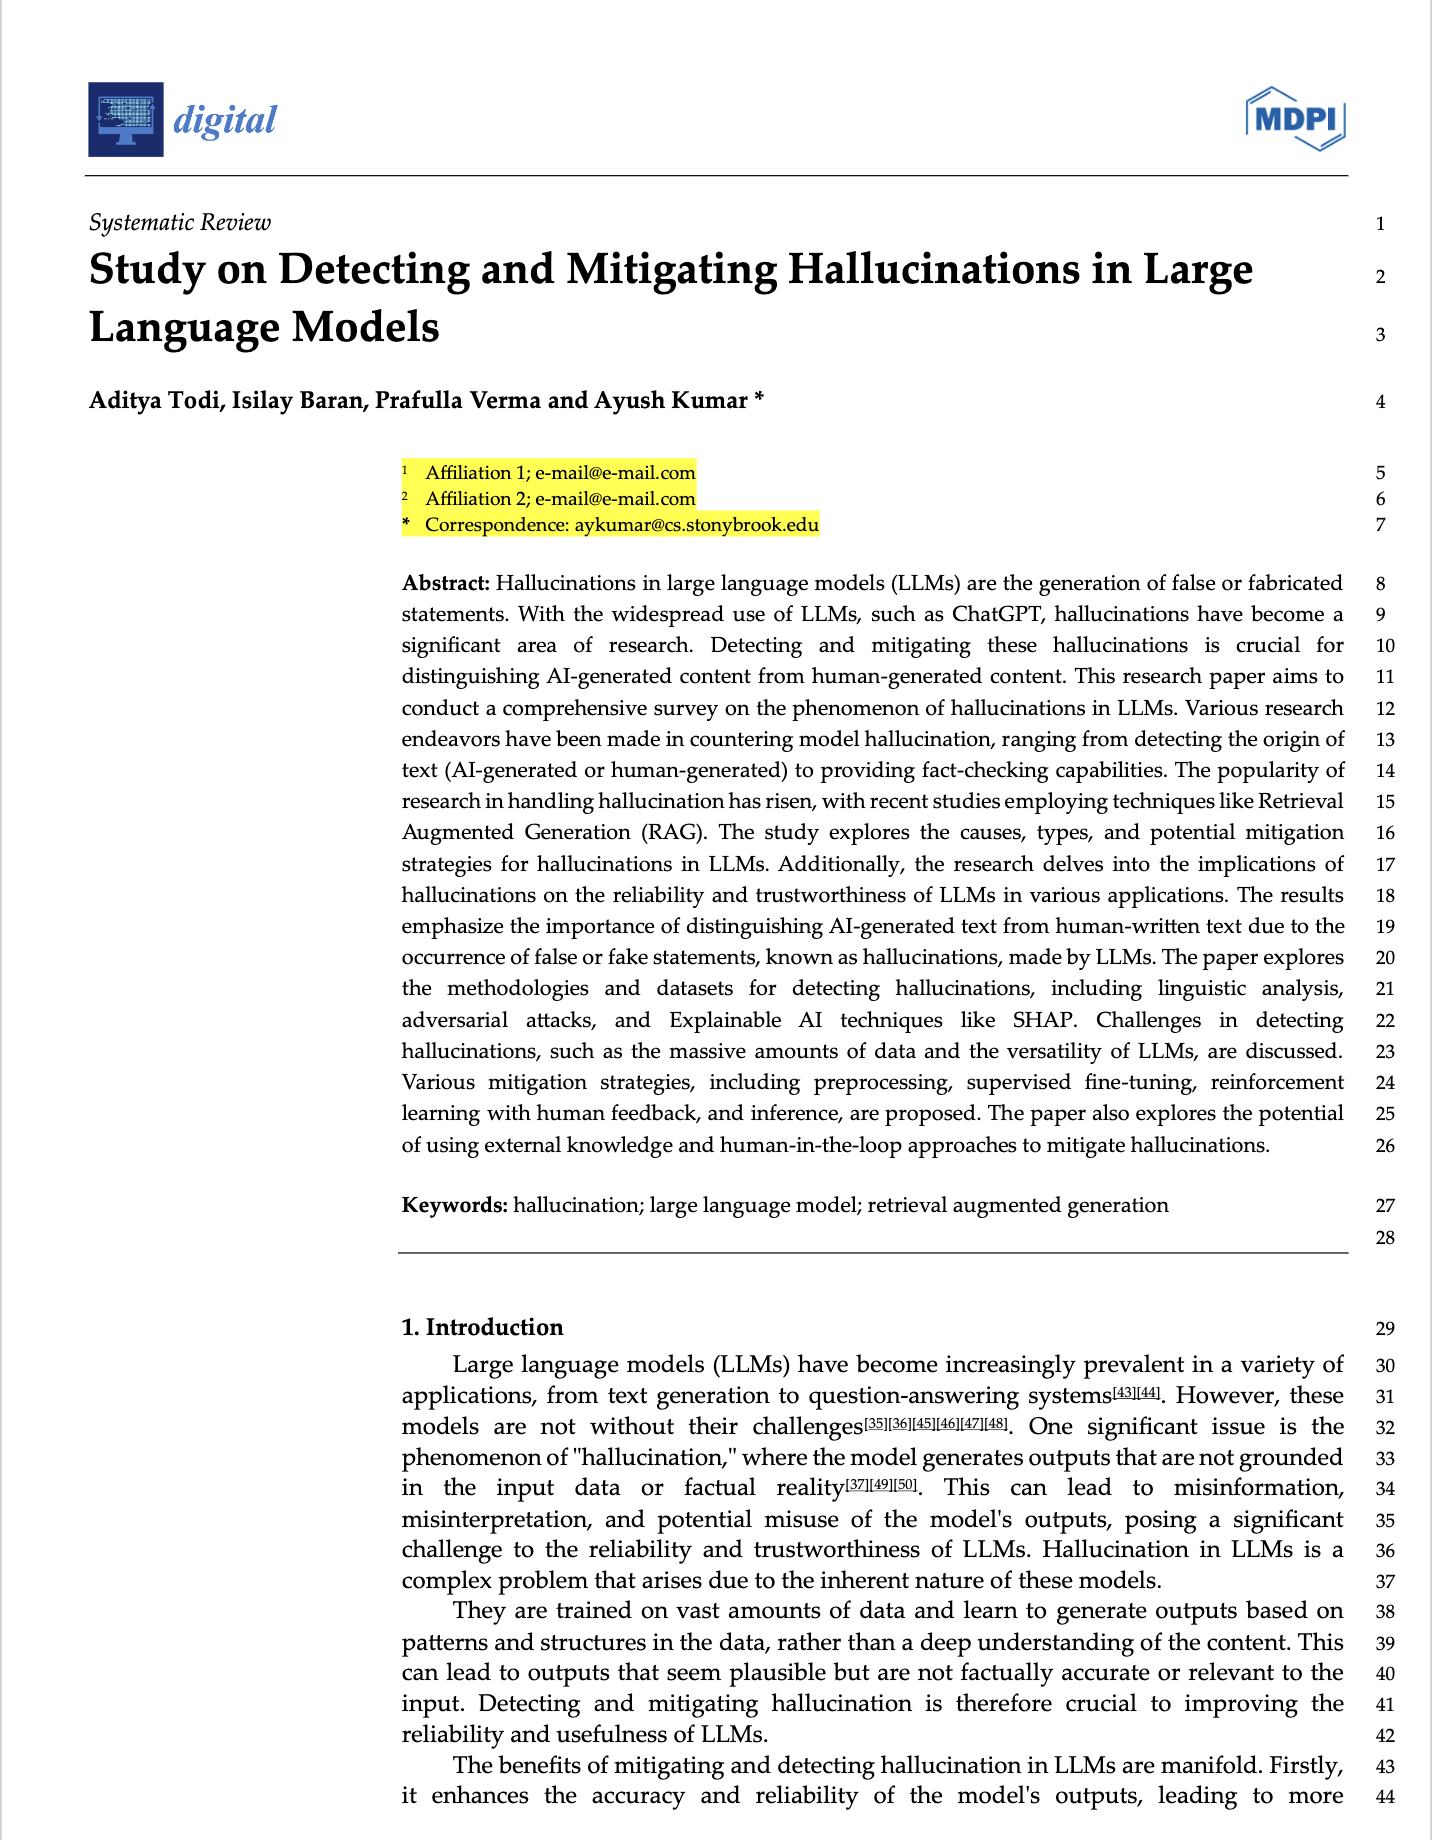 digital
MDPI
Systematic Review 1
Study on Detecting and Mitigating Hallucinations in Large 2
Language Models 3
Aditya Todi, Isilay Baran, Prafulla Verma and Ayush Kumar * 4
1 Affiliation 1; e-mail@e-mail.com 5
2 Affiliation 2; e-mail@e-mail.com 6
* Correspondence: aykumar@cs.stonybrook.edu 7
Abstract: Hallucinations in large language models (LLMs) are the generation of false or fabricated 8
statements. With the widespread use of LLMs, such as ChatGPT, hallucinations have become a 9
significant area of research. Detecting and mitigating these hallucinations is crucial for 10
distinguishing AI-generated content from human-generated content. This research paper aims to 11
conduct a comprehensive survey on the phenomenon of hallucinations in LLMs. Various research 12
endeavors have been made in countering model hallucination, ranging from detecting the origin of 13
text (AI-generated or human-generated) to providing fact-checking capabilities. The popularity of 14
research in handling hallucination has risen, with recent studies employing techniques like Retrieval 15
Augmented Generation (RAG). The study explores the causes, types, and potential mitigation 16
strategies for hallucinations in LLMs. Additionally, the research delves into the implications of 17
hallucinations on the reliability and trustworthiness of LLMs in various applications. The results 18
emphasize the importance of distinguishing AI-generated text from human-written text due to the 19
occurrence of false or fake statements, known as hallucinations, made by LLMs. The paper explores 20
the methodologies and datasets for detecting hallucinations, including linguistic analysis, 21
adversarial attacks, and Explainable AI techniques like SHAP. Challenges in detecting 22
hallucinations, such as the massive amounts of data and the versatility of LLMs, are discussed. 23
Various mitigation strategies, including preprocessing, supervised fine-tuning, reinforcement 24
learning with human feedback, and inference, are proposed. The paper also explores the potential 25
of using external knowledge and human-in-the-loop approaches to mitigate hallucinations. 26
Keywords: hallucination; large language model; retrieval augmented generation 27
28
1. Introduction 29
Large language models (LLMs) have become increasingly prevalent in a variety of 30
applications, from text generation to question-answering systems[43][44]. However, these 31
models are not without their challenges[35][36][45][46][47][48]. One significant issue is the 32
phenomenon of "hallucination," where the model generates outputs that are not grounded 33
in the input data or factual reality[37][49][50]. This can lead to misinformation, 34
misinterpretation, and potential misuse of the model's outputs, posing a significant 35
challenge to the reliability and trustworthiness of LLMs. Hallucination in LLMs is a 36
complex problem that arises due to the inherent nature of these models. 37
They are trained on vast amounts of data and learn to generate outputs based on 38
patterns and structures in the data, rather than a deep understanding of the content. This 39
can lead to outputs that seem plausible but are not factually accurate or relevant to the 40
input. Detecting and mitigating hallucination is therefore crucial to improving the 41
reliability and usefulness of LLMs. 42
The benefits of mitigating and detecting hallucination in LLMs are manifold. Firstly, 43
it enhances the accuracy and reliability of the model's outputs, leading to more 44